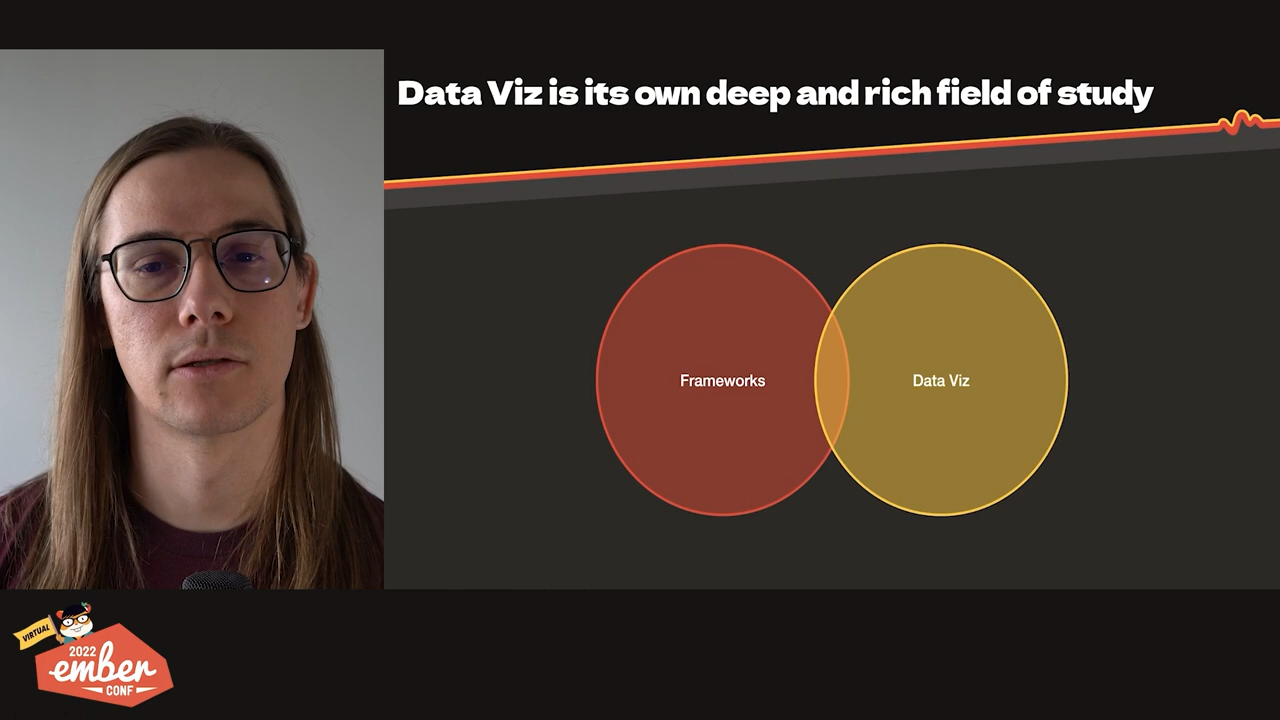 Data Viz is its own deep and rich field of study
Frameworks
Data Viz
VIRTUAL
2022
ember
CONF